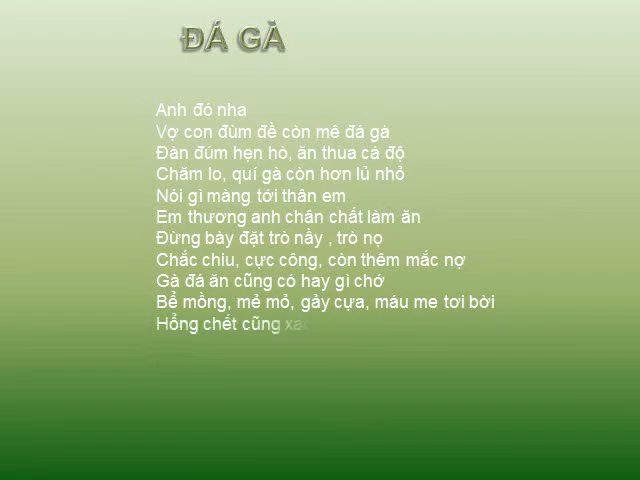 ĐÁ GÀ
Anh đó nha
Vợ con đùm đề còn mê đá gà
Đàn đúm hẹn hò, ăn thua cá độ
Chăm lo, quí gà còn hơn lủ nhỏ
Nói gì màng tới thân em
Em thương anh chân chất làm ăn
Đừng bày đặt trò nầy , trò nọ
Chắc chiu, cực công, còn thêm mắc nợ
Gà đá ăn cũng có hay gì chớ
Bể mồng, mẻ mỏ, gảy cựa, máu me tơi bời
Hổng chết cũng